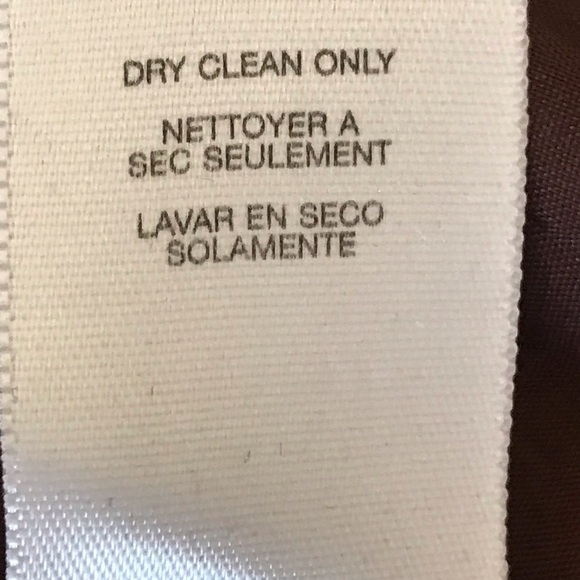 DRY CLEAN ONLY
NETTOYER A
SEC SEULEMENT
LAVAR EN SECO
SOLAMENTE